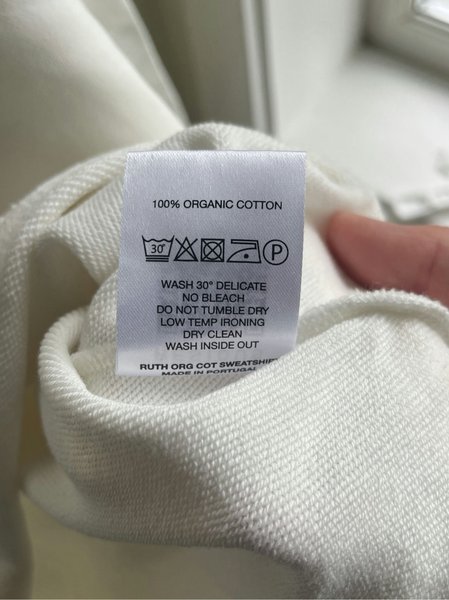 100% ORGANIC COTTON
30° P
WASH 30° DELICATE
NO BLEACH
DO NOT TUMBLE DRY
LOW TEMP IRONING
DRY CLEAN
WASH INSIDE OUT
RUTH ORG COT SWEATSHIRT
MADE IN PORTUGAL